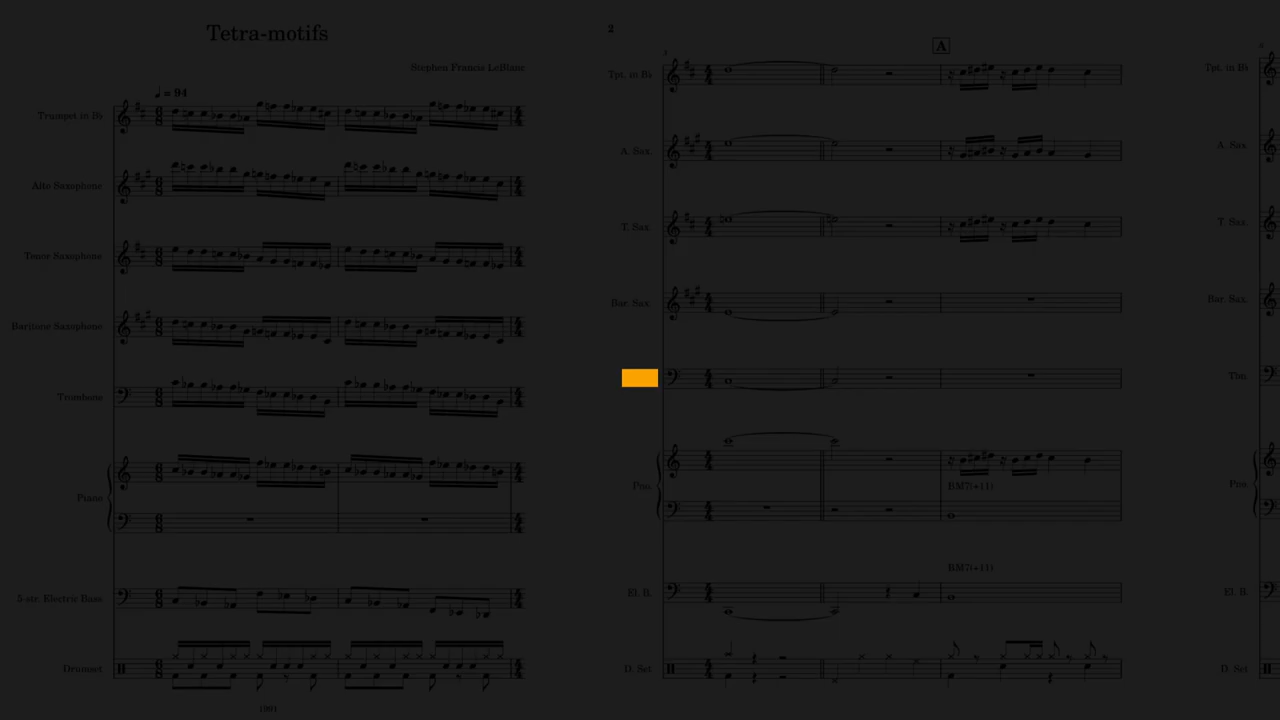 Tetra-motifs
Stephen Francis LeBlanc
♩ = 94
Trumpet in B♭
Alto Saxophone
Tenor Saxophone
Baritone Saxophone
Trombone
Piano
5-str. Electric Bass
Drumset
2
3
A
Tpt. in B♭
A. Sax.
T. Sax.
Bar. Sax.
Pno.
BM7(♯11)
BM7(♯11)
El. B.
D. Set
Tpt. in B♭
A. Sax.
T. Sax.
Bar. Sax.
Tbn.
Pno.
El. B.
D. Set